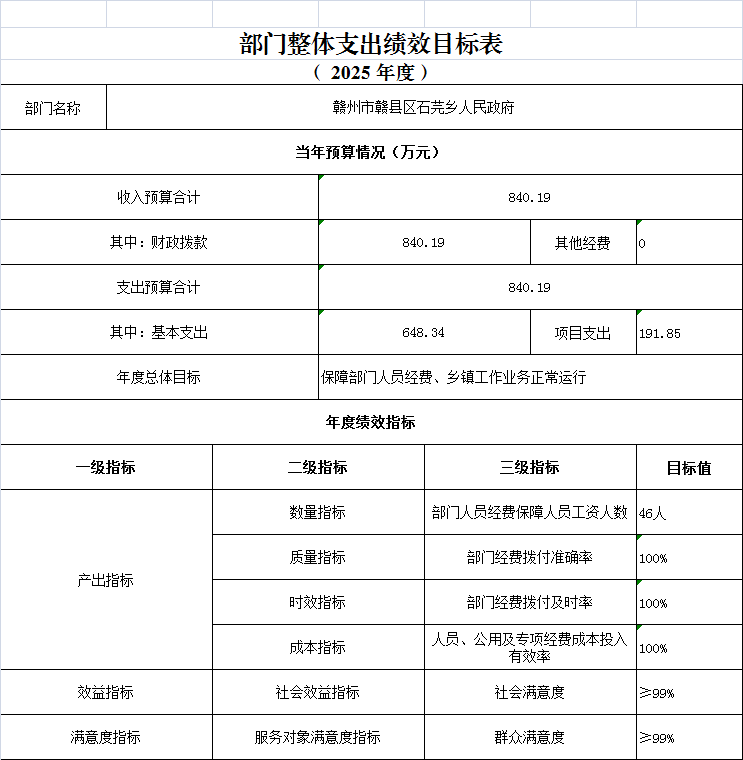 部门整体支出绩效目标表
（ 2025 年度 ）
部门名称 赣州市赣县区石芫乡人民政府
当年预算情况（万元）
收入预算合计 840.19
其中：财政拨款 840.19 其他经费 0
支出预算合计 840.19
其中：基本支出 648.34 项目支出 191.85
年度总体目标 保障部门人员经费、乡镇工作业务正常运行
年度绩效指标
一级指标 二级指标 三级指标 目标值
产出指标
数量指标 部门人员经费保障人员工资人数 46人
质量指标 部门经费拨付准确率 100%
时效指标 部门经费拨付及时率 100%
成本指标 人员、公用及专项经费成本投入
有效率 100%
效益指标 社会效益指标 社会满意度 ≥99%
满意度指标 服务对象满意度指标 群众满意度 ≥99%